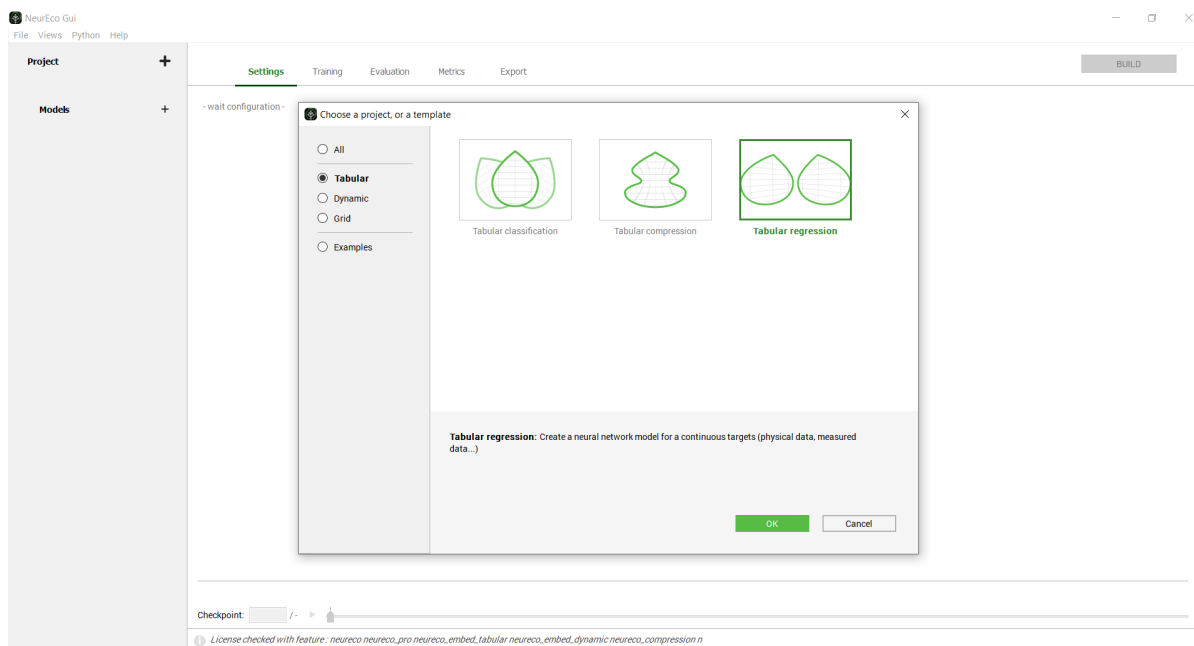 NeurEco Gui
File Views Python Help
Project +
Settings Training Evaluation Metrics Export
BUILD
Models +
- wait configuration -
Choose a project, or a template
All
Tabular
Dynamic
Grid
Examples
Tabular classification
Tabular compression
Tabular regression
Tabular regression: Create a neural network model for a continuous targets (physical data, measured
data...)
OK
Cancel
Checkpoint: / -
License checked with feature : neureco neureco_pro neureco_embed_tabular neureco_embed_dynamic neureco_compression n